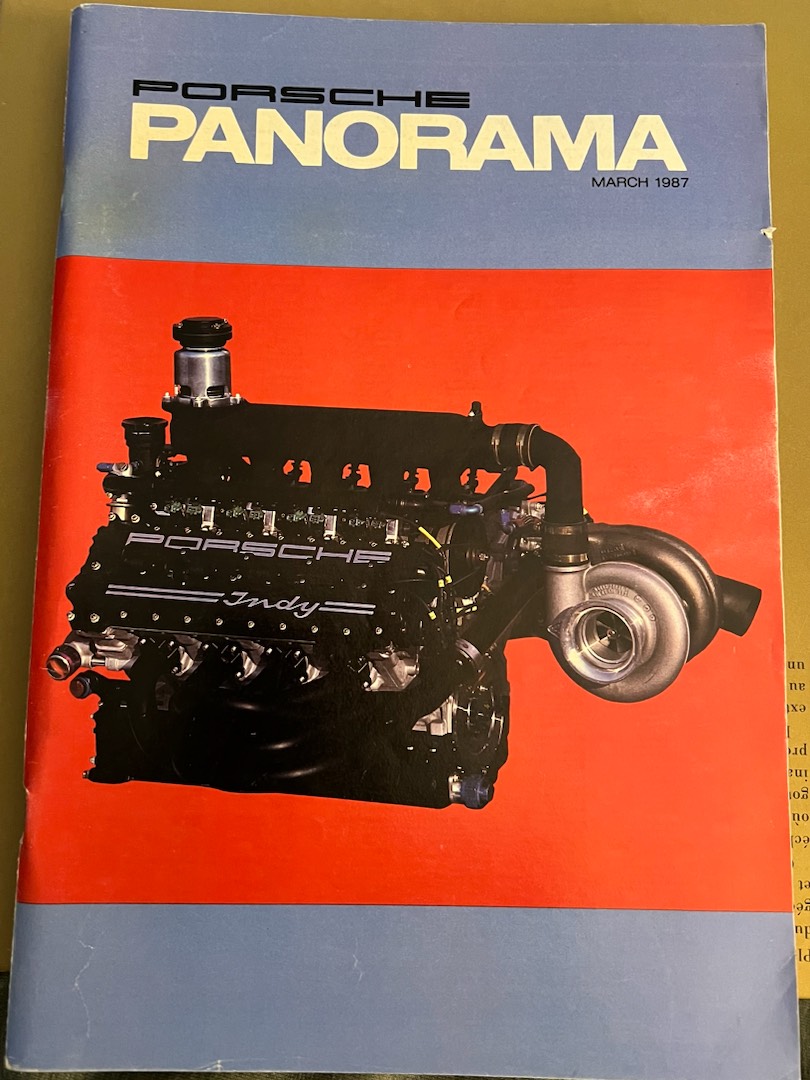 PORSCHE
PANORAMA
MARCH 1987
PORSCHE
Indy